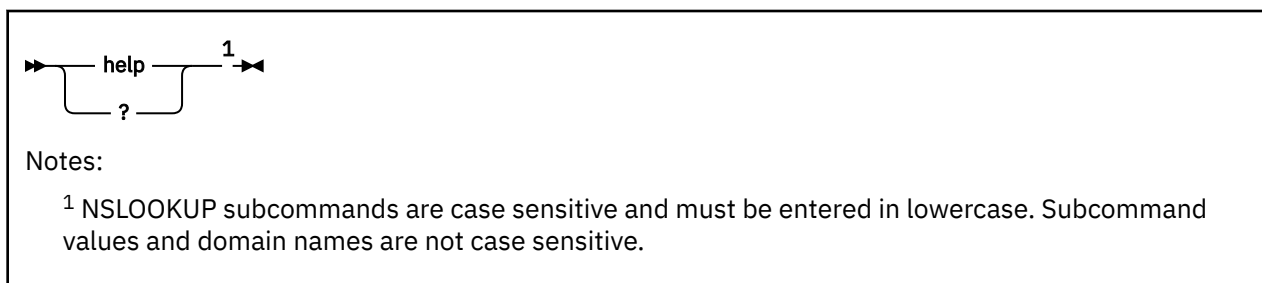 help 1
?
Notes:
1 NSLOOKUP subcommands are case sensitive and must be entered in lowercase. Subcommand
values and domain names are not case sensitive.